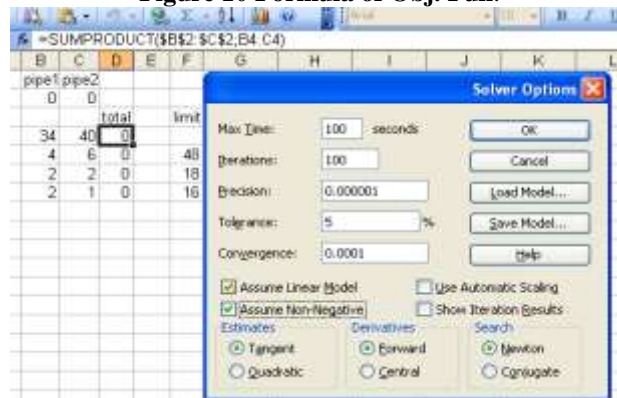 Figure 10 Formula of Obj. Fun.
=SUMPRODUCT($B$2:$C$2;B4:C4)
B C D E F G H I J K L
pipe1 pipe2
0 0
total limit
34 40 0
4 6 0 48
2 2 0 18
2 1 0 16
Solver Options
Max Time: 100 seconds OK
Iterations: 100 Cancel
Precision: 0.000001 Load Model...
Tolerance: 5 % Save Model...
Convergence: 0.0001 Help
Assume Linear Model Use Automatic Scaling
Assume Non-Negative Show Iteration Results
Estimates Derivatives Search
Tangent Forward Newton
Quadratic Central Conjugate